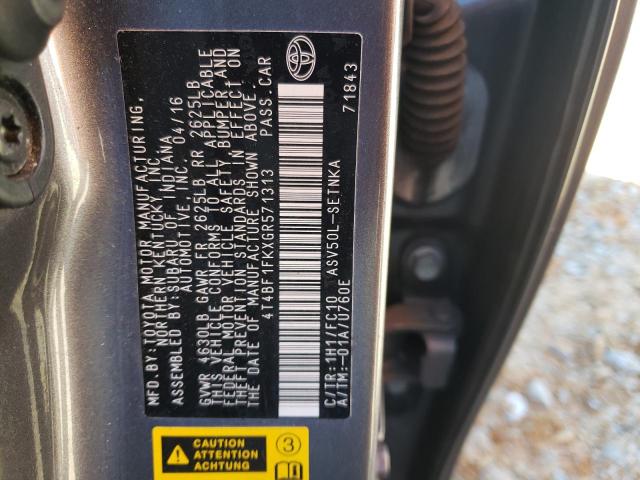 MFD. BY:TOYOTA MOTOR MANUFACTURING,
NORTHERN KENTUCKY, INC.
ASSEMBLED BY:SUBARU OF INDIANA
AUTOMOTIVE, INC. 04/16
GVWR 4630LB GAWR FR 2925LB RR 2625LB
THIS VEHICLE CONFORMS TO ALL APPLICABLE
FEDERAL MOTOR VEHICLE SAFETY, BUMPER, AND
THEFT PREVENTION STANDARDS IN EFFECT ON
THE DATE OF MANUFACTURE SHOWN ABOVE.
4T4BF1FKXGR571313 PASS.CAR
C/TR:1H1/FC10 ASV50L-SETNKA
A/TM:-01A/U760E 71843
CAUTION
ATTENTION
ACHTUNG
3